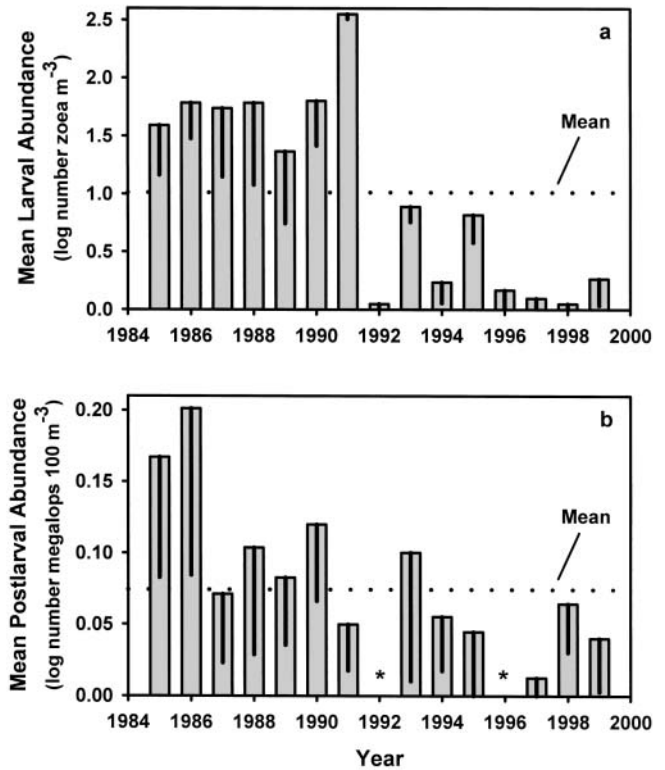 a
Mean Larval Abundance
(log number zoea m⁻³)
2.5
2.0
1.5
1.0
0.5
0.0
Mean
1984 1986 1988 1990 1992 1994 1996 1998 2000
b
Mean Postlarval Abundance
(log number megalops 100 m⁻³)
0.20
0.15
0.10
0.05
0.00
Mean
* *
1984 1986 1988 1990 1992 1994 1996 1998 2000
Year